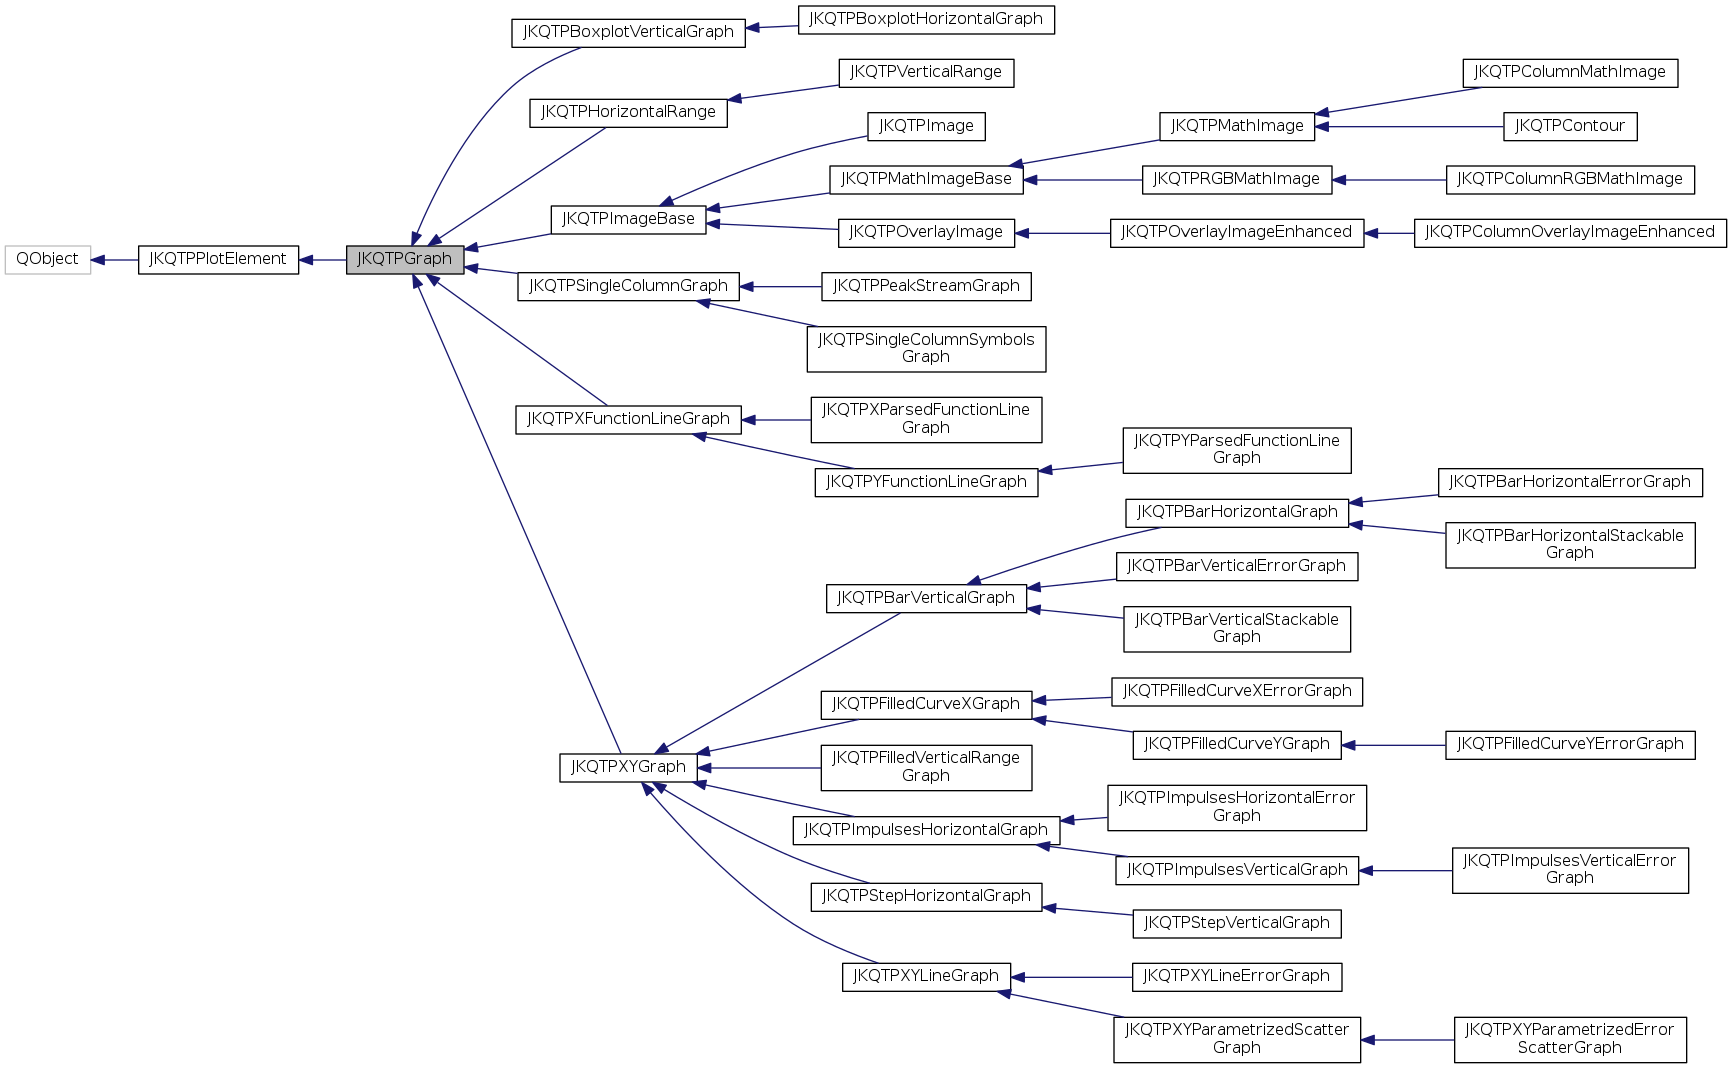 JKQTPBoxplotVerticalGraph
JKQTPBoxplotHorizontalGraph
JKQTPHorizontalRange
JKQTPVerticalRange
JKQTPImage
JKQTPMathImage
JKQTPColumnMathImage
JKQTPContour
JKQTPMathImageBase
JKQTPRGBMathImage
JKQTPColumnRGBMathImage
JKQTPImageBase
JKQTPOverlayImage
JKQTPOverlayImageEnhanced
JKQTPColumnOverlayImageEnhanced
QObject
JKQTPPlotElement
JKQTPGraph
JKQTPSingleColumnGraph
JKQTPPeakStreamGraph
JKQTPSingleColumnSymbols
Graph
JKQTPXFunctionLineGraph
JKQTPXParsedFunctionLine
Graph
JKQTPYFunctionLineGraph
JKQTPYParsedFunctionLine
Graph
JKQTPBarHorizontalGraph
JKQTPBarHorizontalErrorGraph
JKQTPBarHorizontalStackable
Graph
JKQTPBarVerticalGraph
JKQTPBarVerticalErrorGraph
JKQTPBarVerticalStackable
Graph
JKQTPXYGraph
JKQTPFilledCurveXGraph
JKQTPFilledCurveXErrorGraph
JKQTPFilledCurveYGraph
JKQTPFilledCurveYErrorGraph
JKQTPFilledVerticalRange
Graph
JKQTPImpulsesHorizontalGraph
JKQTPImpulsesHorizontalError
Graph
JKQTPImpulsesVerticalGraph
JKQTPImpulsesVerticalError
Graph
JKQTPStepHorizontalGraph
JKQTPStepVerticalGraph
JKQTPXYLineGraph
JKQTPXYLineErrorGraph
JKQTPXYParametrizedScatter
Graph
JKQTPXYParametrizedError
ScatterGraph